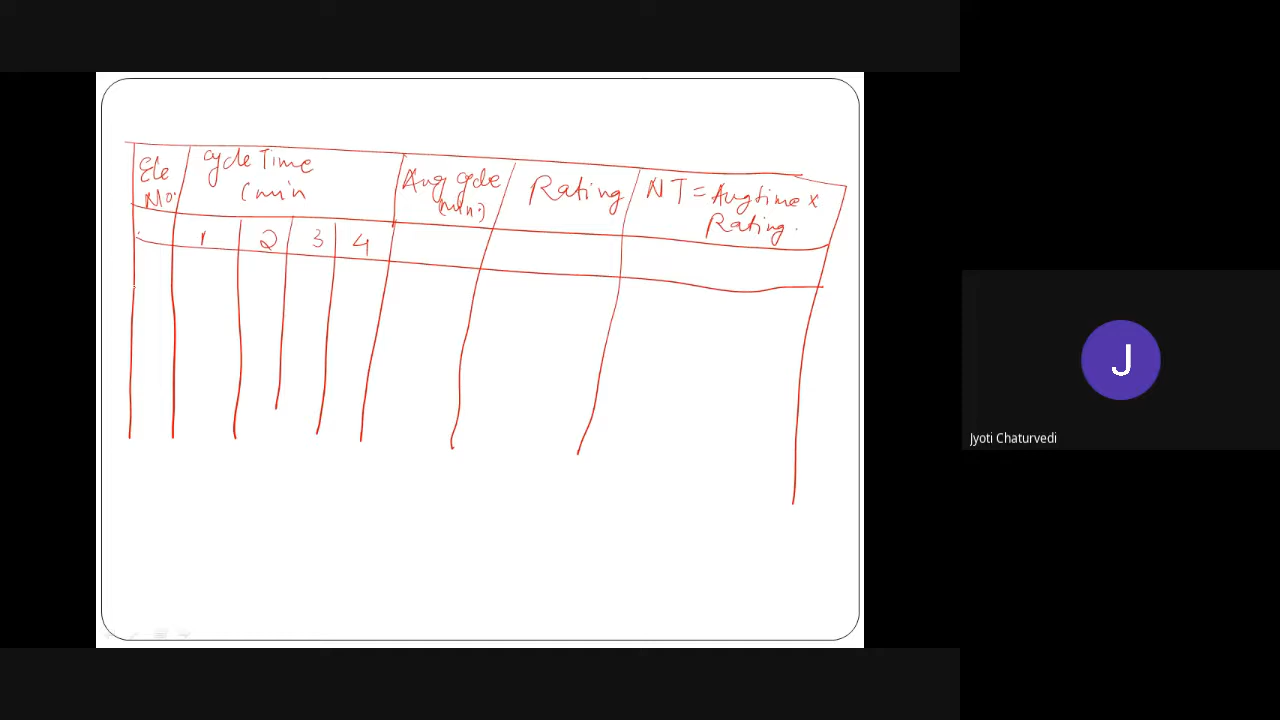 Ele Cycle Time Avg cycle Rating NT = Avgtime x
No. (min (min.) Rating.
1 2 3 4
J
Jyoti Chaturvedi